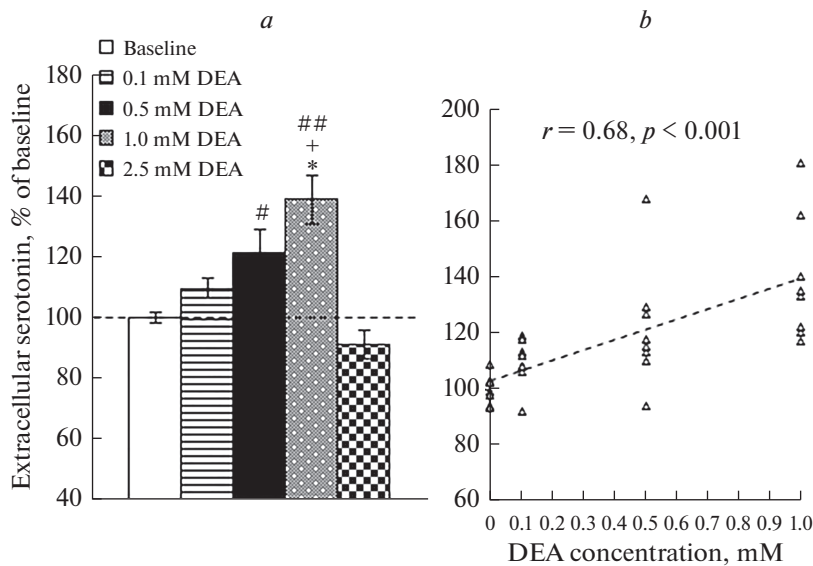 a
Baseline
0.1 mM DEA
0.5 mM DEA
1.0 mM DEA
2.5 mM DEA
Extracellular serotonin, % of baseline
180
160
140
120
100
80
60
40
#
##
+
*
b
r = 0.68, p < 0.001
200
180
160
140
120
100
80
60
0 0.1 0.2 0.3 0.4 0.5 0.6 0.7 0.8 0.9 1.0
DEA concentration, mM